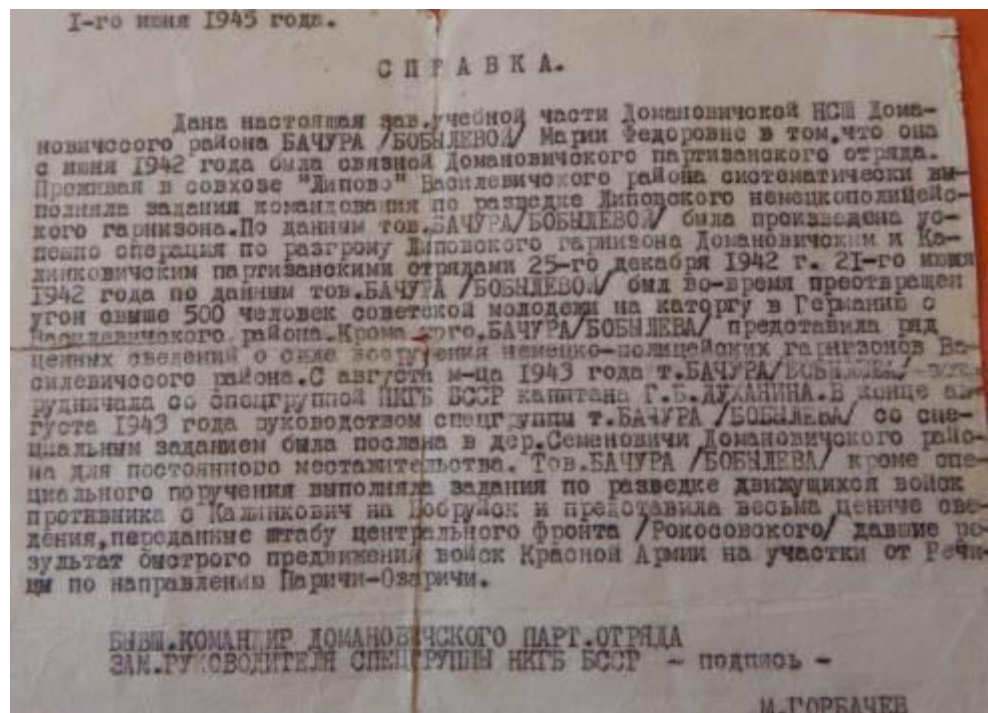 I-го июня 1945 года.
СПРАВКА.
Дана настоящая зав.учебной части Домановичской НСШ Дома-
новичсого района БАЧУРА /БОБЫЛЕВОЙ/ Марии Федоровне в том,что она
с июня 1942 года была связной Домановичского партизанского отряда.
Проживая в совхозе "Липово" Василевичского района систематически вы-
полняла задания командования по разведке Липовского немецкополицейс-
кого гарнизона.По данным тов.БАЧУРА/БОБЫЛЕВОЙ/ была произведена ус-
пешно операция по разгрому Липовского гарнизона Домановичским и Ка-
линковичским партизанскими отрядами 25-го декабря 1942 г. 21-го июня
1942 года по данным тов.БАЧУРА /БОБЫЛЕВОЙ/ был во-время преотвращен
угон свыше 500 человек советской молодежи на каторгу в Германию с
Василевичского района.Кроме БАЧУРА/БОБЫЛЕВА/ представила ряд
ценных сведений о силе немецко-полицейских гарнизонов Ва-
силевичсого района.С августа м-ца 1943 года т.БАЧУРА/БОБЫЛЕВА/
рудничала со спецгруппой НКГБ БССР капитана Г.Б.ДУХАНИНА.В конце ав-
густа 1943 года руководством спецгруппы т.БАЧУРА /БОБЫЛЕВА/ со спе-
циальным заданием была послана в дер.Семеновичи Домановичского райо-
на для постоянного местажительства. Тов.БАЧУРА /БОБЫЛЕВА/ кроме спе-
циального поручения выполняла задания по разведке движущихся войск
противника с Калинкович на Бобруйск и представила весьма ценные све-
дения,переданные штабу центрального фронта /Рокосовского/ давшие ре-
зультат быстрого предвижений войск Красной Армии на участки от Речи-
цы по направлению Паричи-Озаричи.
БЫВШ.КОМАНДИР ДОМАНОВИЧСКОГО ПАРТ.ОТРЯДА
ЗАМ.РУКОВОДИТЕЛЯ СПЕЦГРУППЫ НКГБ БССР - подпись -
М.ГОРБАЧЕВ